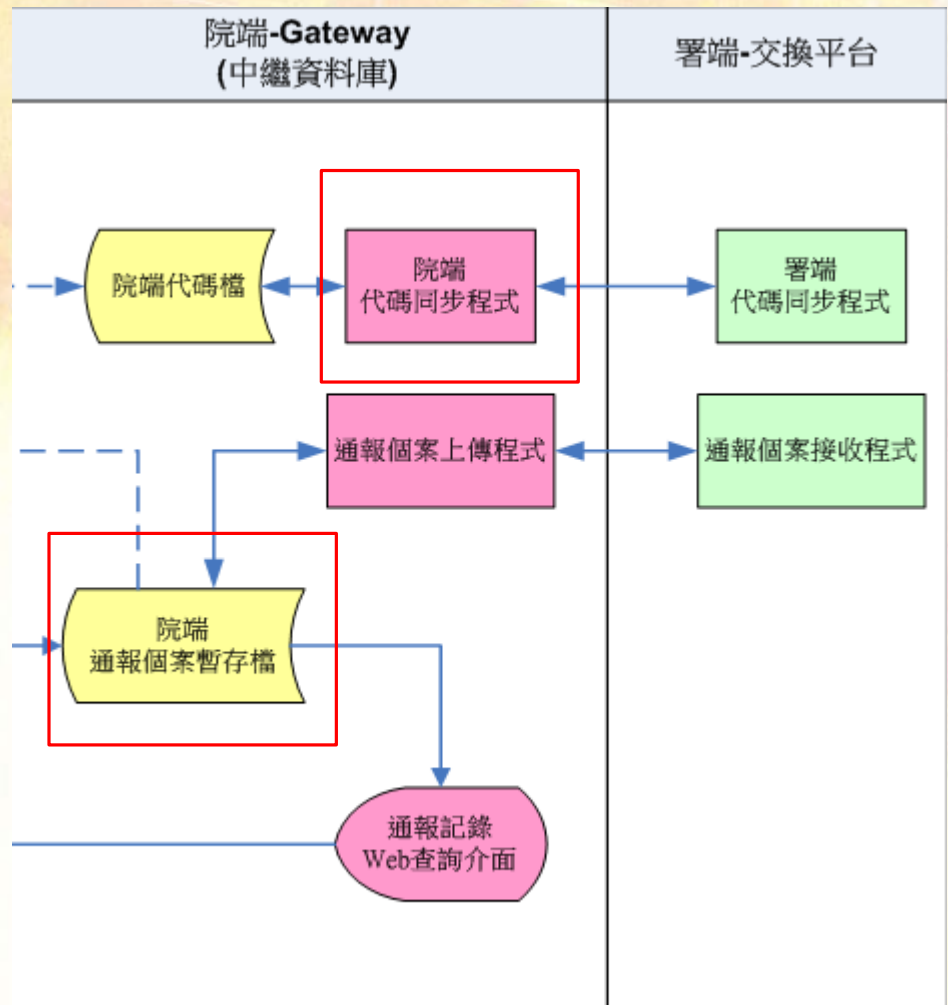 院端-Gateway
(中繼資料庫)
署端-交換平台
院端代碼檔
院端
代碼同步程式
署端
代碼同步程式
通報個案上傳程式
通報個案接收程式
院端
通報個案暫存檔
通報記錄
Web查詢介面